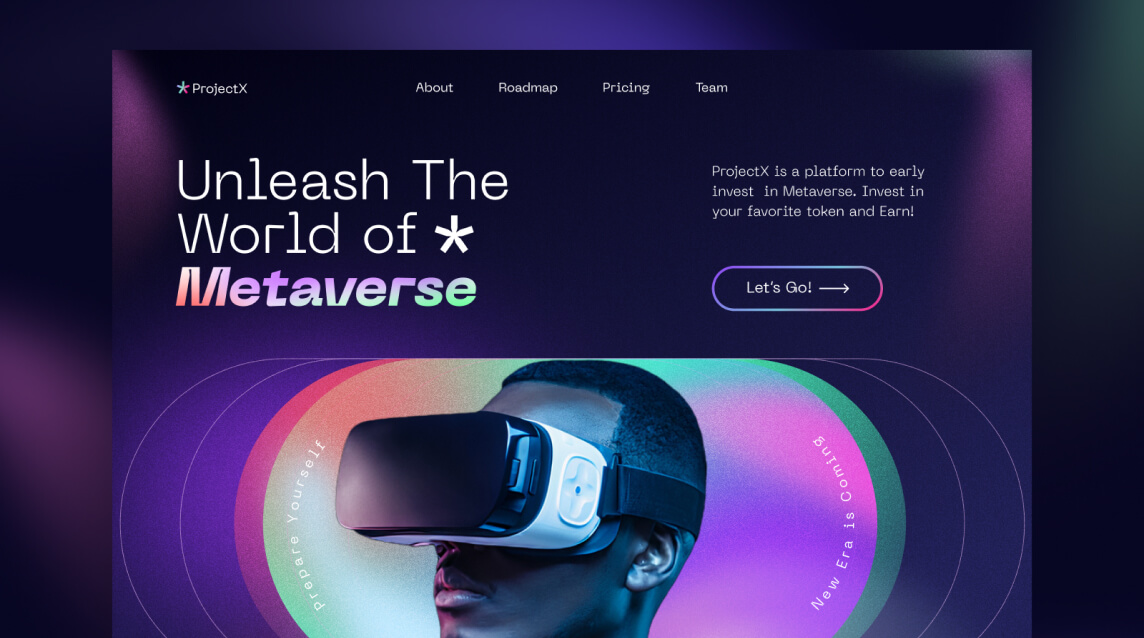 ProjectX
About
Roadmap
Pricing
Team
Unleash The
World of *
Metaverse
ProjectX is a platform to early
invest in Metaverse. Invest in
your favorite token and Earn!
Let's Go!
Prepare Yourself
New Era is Coming